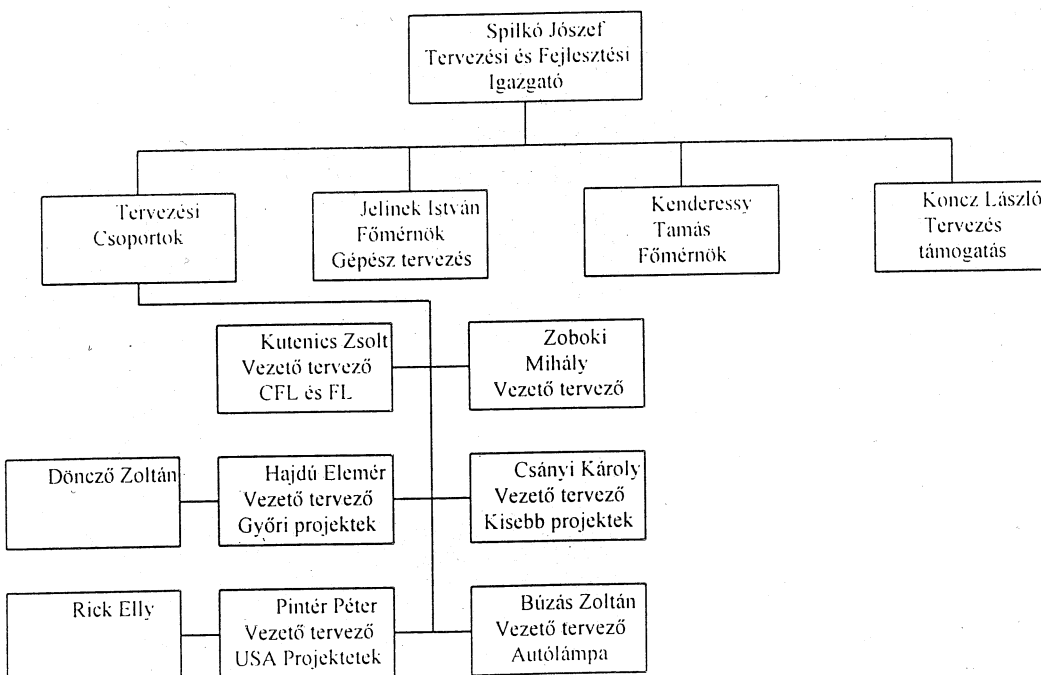 Spilkó József
Tervezési és Fejlesztési
Igazgató
Tervezési
Csoportok
Jelinek István
Főmérnök
Gépész tervezés
Kenderessy
Tamás
Főmérnök
Koncz László
Tervezés
támogatás
Kutenics Zsolt
Vezető tervező
CFL és FL
Zoboki
Mihály
Vezető tervező
Döncző Zoltán
Hajdú Elemér
Vezető tervező
Győri projektek
Csányi Károly
Vezető tervező
Kisebb projektek
Rick Elly
Pintér Péter
Vezető tervező
USA Projektetek
Búzás Zoltán
Vezető tervező
Autólámpa